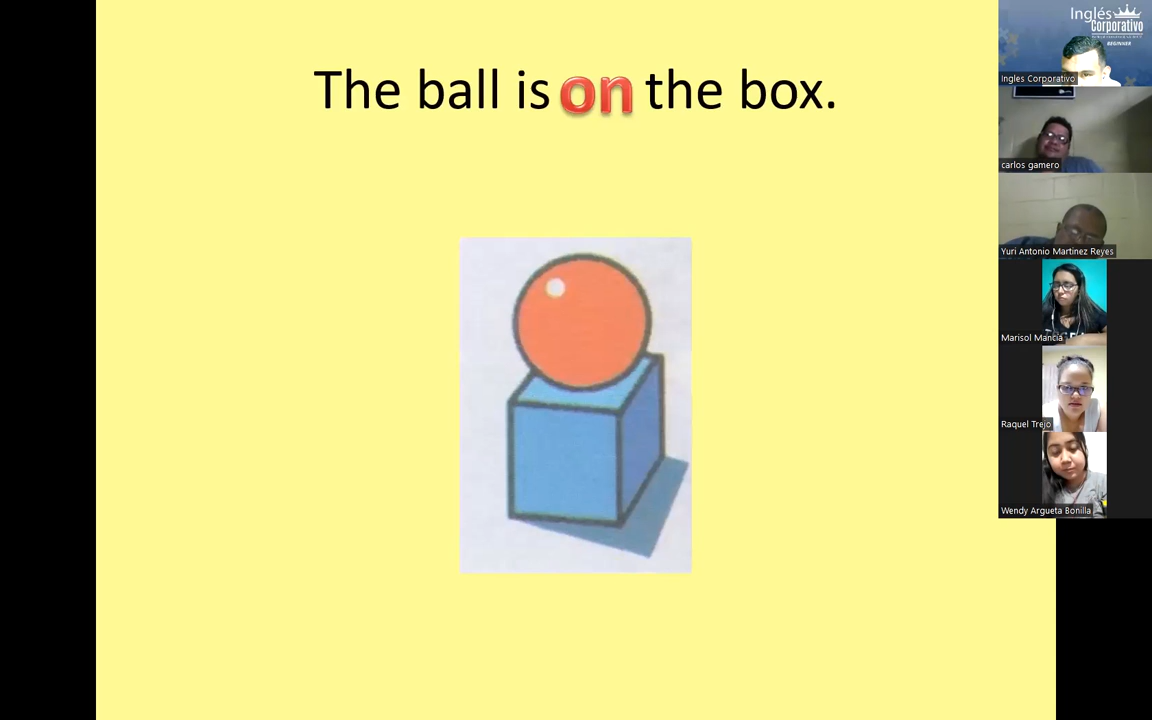 The ball is on the box.
Inglés
Corporativo
BEGINNER
Ingles Corporativo
carlos gamero
Yuri Antonio Martinez Reyes
Marisol Mancia
Raquel Trejo
Wendy Argueta Bonilla